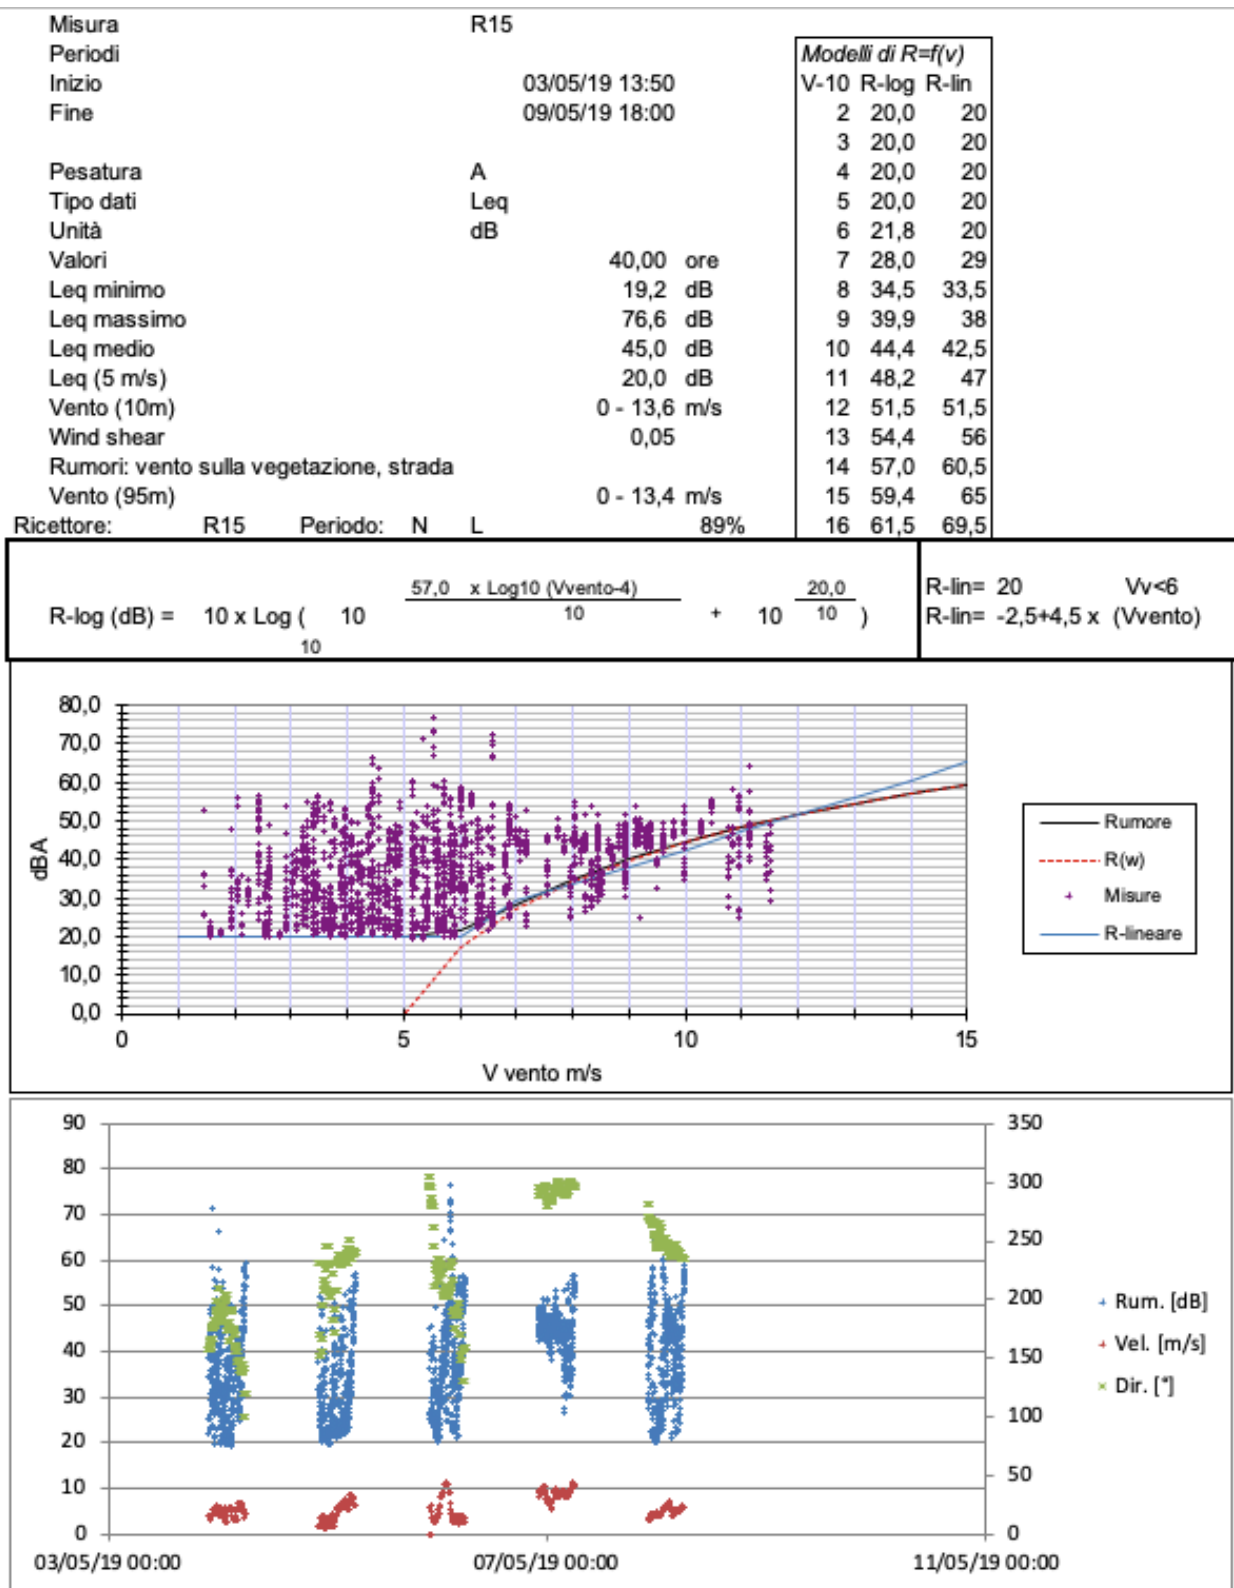 Misura R15
Periodi
Inizio 03/05/19 13:50
Fine 09/05/19 18:00
Pesatura A
Tipo dati Leq
Unità dB
Valori 40,00 ore
Leq minimo 19,2 dB
Leq massimo 76,6 dB
Leq medio 45,0 dB
Leq (5 m/s) 20,0 dB
Vento (10m) 0 - 13,6 m/s
Wind shear 0,05
Rumori: vento sulla vegetazione, strada
Vento (95m) 0 - 13,4 m/s
Ricettore: R15 Periodo: N L 89%
Modelli di R=f(v)
V-10 R-log R-lin
2 20,0 20
3 20,0 20
4 20,0 20
5 20,0 20
6 21,8 20
7 28,0 29
8 34,5 33,5
9 39,9 38
10 44,4 42,5
11 48,2 47
12 51,5 51,5
13 54,4 56
14 57,0 60,5
15 59,4 65
16 61,5 69,5
57,0 x Log10 (Vvento-4) 20,0
R-log (dB) = 10 x Log ( 10 10 + 10 10 )
10
R-lin= 20 Vv<6
R-lin= -2,5+4,5 x (Vvento)
80,0
70,0
60,0
50,0
40,0
30,0
20,0
10,0
0,0
dBA
0 5 10 15
V vento m/s
Rumore
R(w)
Misure
R-lineare
90
80
70
60
50
40
30
20
10
0
350
300
250
200
150
100
50
0
03/05/19 00:00 07/05/19 00:00 11/05/19 00:00
Rum. [dB]
Vel. [m/s]
Dir. [°]